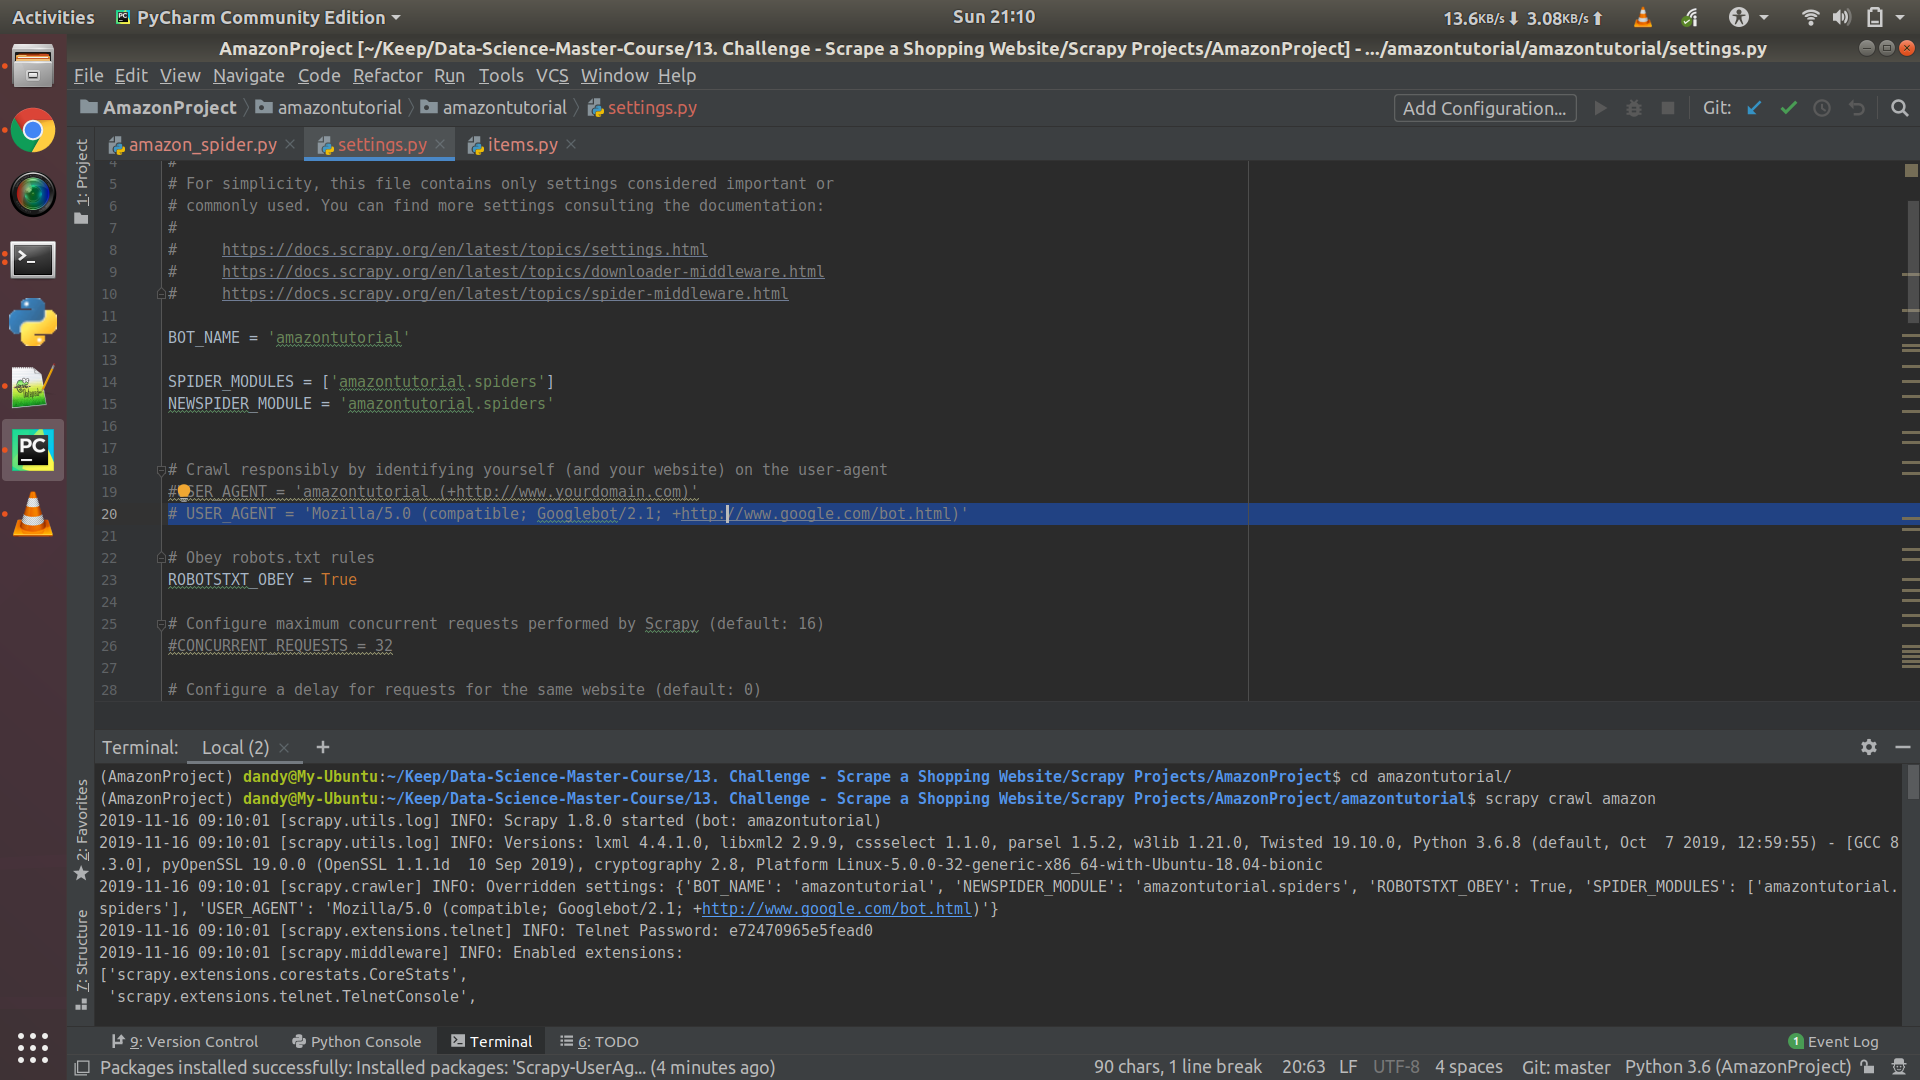 Activities PyCharm Community Edition Sun 21:10 13.6KB/s 3.08KB/s
AmazonProject [~/Keep/Data-Science-Master-Course/13. Challenge - Scrape a Shopping Website/Scrapy Projects/AmazonProject] - .../amazontutorial/amazontutorial/settings.py
File Edit View Navigate Code Refactor Run Tools VCS Window Help
AmazonProject amazontutorial amazontutorial settings.py Add Configuration... Git:
amazon_spider.py settings.py items.py
1: Project
4 #
5 # For simplicity, this file contains only settings considered important or
6 # commonly used. You can find more settings consulting the documentation:
7 #
8 #     https://docs.scrapy.org/en/latest/topics/settings.html
9 #     https://docs.scrapy.org/en/latest/topics/downloader-middleware.html
10 #     https://docs.scrapy.org/en/latest/topics/spider-middleware.html
11
12 BOT_NAME = 'amazontutorial'
13
14 SPIDER_MODULES = ['amazontutorial.spiders']
15 NEWSPIDER_MODULE = 'amazontutorial.spiders'
16
17
18 # Crawl responsibly by identifying yourself (and your website) on the user-agent
19 #USER_AGENT = 'amazontutorial (+http://www.yourdomain.com)'
20 # USER_AGENT = 'Mozilla/5.0 (compatible; Googlebot/2.1; +http://www.google.com/bot.html)'
21
22 # Obey robots.txt rules
23 ROBOTSTXT_OBEY = True
24
25 # Configure maximum concurrent requests performed by Scrapy (default: 16)
26 #CONCURRENT_REQUESTS = 32
27
28 # Configure a delay for requests for the same website (default: 0)
PC
Terminal: Local (2) +
2: Favorites
7: Structure
(AmazonProject) dandy@My-Ubuntu:~/Keep/Data-Science-Master-Course/13. Challenge - Scrape a Shopping Website/Scrapy Projects/AmazonProject$ cd amazontutorial/
(AmazonProject) dandy@My-Ubuntu:~/Keep/Data-Science-Master-Course/13. Challenge - Scrape a Shopping Website/Scrapy Projects/AmazonProject/amazontutorial$ scrapy crawl amazon
2019-11-16 09:10:01 [scrapy.utils.log] INFO: Scrapy 1.8.0 started (bot: amazontutorial)
2019-11-16 09:10:01 [scrapy.utils.log] INFO: Versions: lxml 4.4.1.0, libxml2 2.9.9, cssselect 1.1.0, parsel 1.5.2, w3lib 1.21.0, Twisted 19.10.0, Python 3.6.8 (default, Oct  7 2019, 12:59:55) - [GCC 8
.3.0], pyOpenSSL 19.0.0 (OpenSSL 1.1.1d  10 Sep 2019), cryptography 2.8, Platform Linux-5.0.0-32-generic-x86_64-with-Ubuntu-18.04-bionic
2019-11-16 09:10:01 [scrapy.crawler] INFO: Overridden settings: {'BOT_NAME': 'amazontutorial', 'NEWSPIDER_MODULE': 'amazontutorial.spiders', 'ROBOTSTXT_OBEY': True, 'SPIDER_MODULES': ['amazontutorial.
spiders'], 'USER_AGENT': 'Mozilla/5.0 (compatible; Googlebot/2.1; +http://www.google.com/bot.html)'}
2019-11-16 09:10:01 [scrapy.extensions.telnet] INFO: Telnet Password: e72470965e5fead0
2019-11-16 09:10:01 [scrapy.middleware] INFO: Enabled extensions:
['scrapy.extensions.corestats.CoreStats',
 'scrapy.extensions.telnet.TelnetConsole',
9: Version Control Python Console Terminal 6: TODO 1 Event Log
Packages installed successfully: Installed packages: 'Scrapy-UserAg... (4 minutes ago) 90 chars, 1 line break 20:63 LF UTF-8 4 spaces Git: master Python 3.6 (AmazonProject)